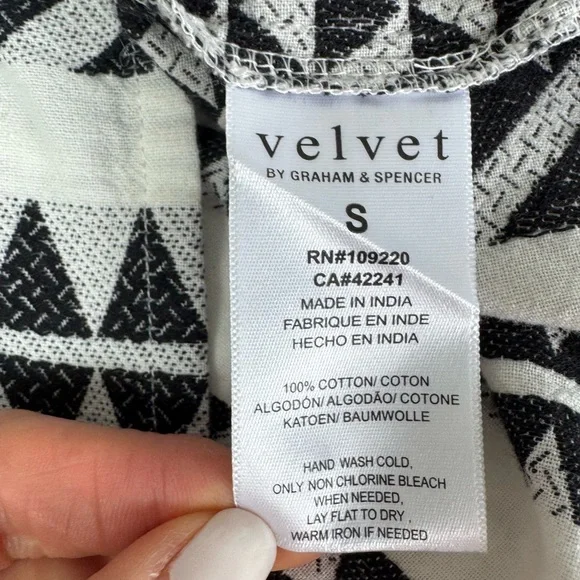 velvet
BY GRAHAM & SPENCER
S
RN#109220
CA#42241
MADE IN INDIA
FABRIQUE EN INDE
HECHO EN INDIA
100% COTTON/ COTON
ALGODÓN/ ALGODÃO/ COTONE
KATOEN/ BAUMWOLLE
HAND WASH COLD,
ONLY NON CHLORINE BLEACH
WHEN NEEDED,
LAY FLAT TO DRY ,
WARM IRON IF NEEDED